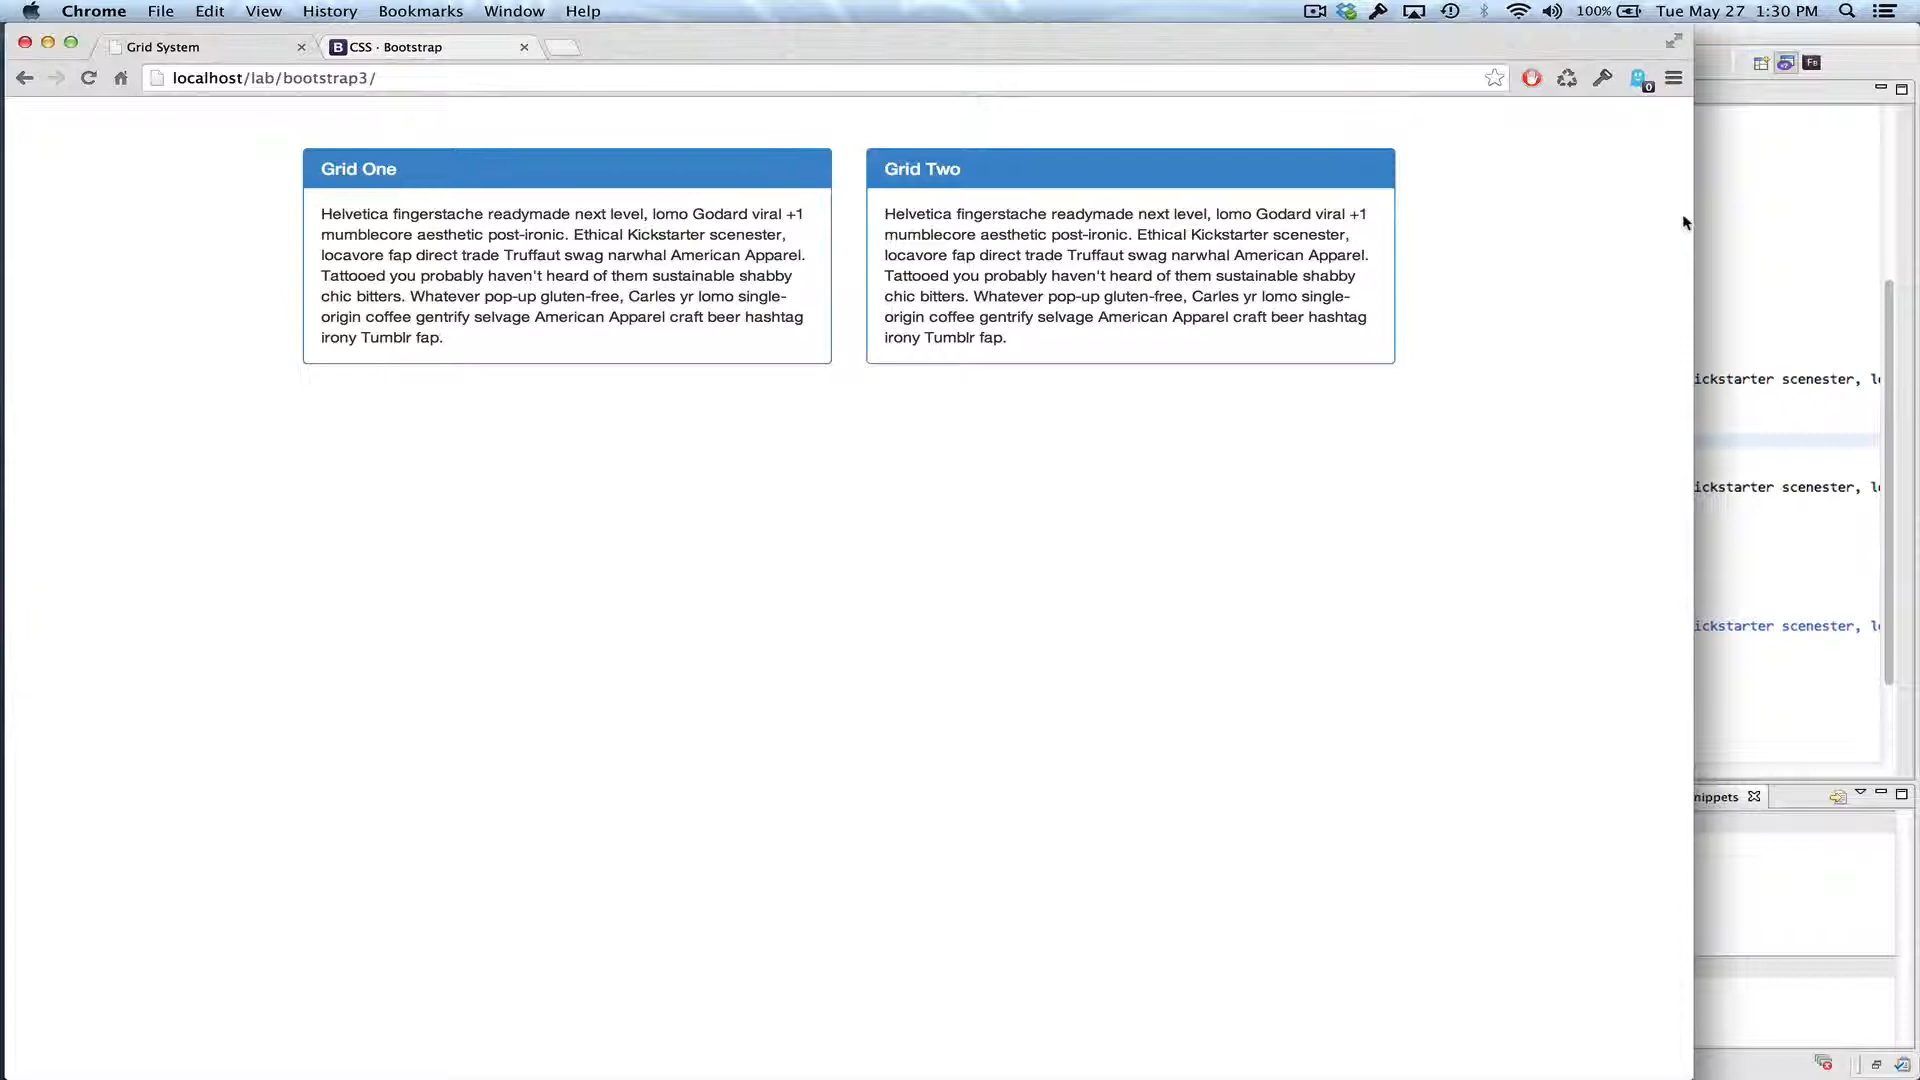 Chrome File Edit View History Bookmarks Window Help 100% Tue May 27 1:30 PM
Grid System
B CSS · Bootstrap
localhost/lab/bootstrap3/
0
Fb
Grid One
Helvetica fingerstache readymade next level, lomo Godard viral +1
mumblecore aesthetic post-ironic. Ethical Kickstarter scenester,
locavore fap direct trade Truffaut swag narwhal American Apparel.
Tattooed you probably haven't heard of them sustainable shabby
chic bitters. Whatever pop-up gluten-free, Carles yr lomo single-
origin coffee gentrify selvage American Apparel craft beer hashtag
irony Tumblr fap.
Grid Two
Helvetica fingerstache readymade next level, lomo Godard viral +1
mumblecore aesthetic post-ironic. Ethical Kickstarter scenester,
locavore fap direct trade Truffaut swag narwhal American Apparel.
Tattooed you probably haven't heard of them sustainable shabby
chic bitters. Whatever pop-up gluten-free, Carles yr lomo single-
origin coffee gentrify selvage American Apparel craft beer hashtag
irony Tumblr fap.
ickstarter scenester, l
ickstarter scenester, l
ickstarter scenester, l
nippets